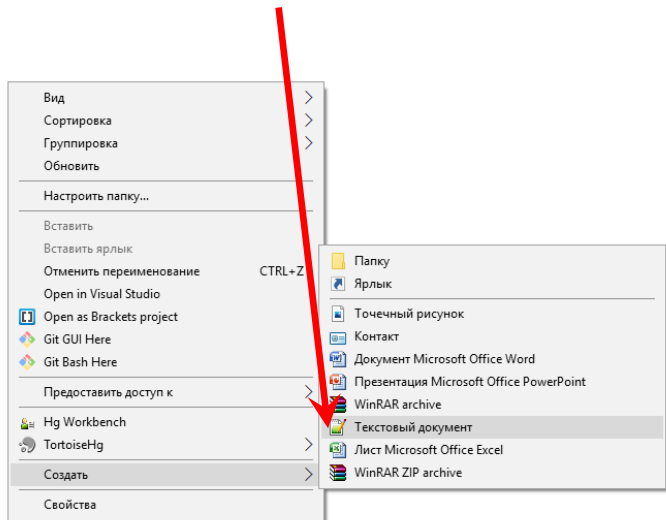 Вид
Сортировка
Группировка
Обновить
Настроить папку...
Вставить
Вставить ярлык
Отменить переименование CTRL+Z
Open in Visual Studio
Open as Brackets project
Git GUI Here
Git Bash Here
Предоставить доступ к
Hg Workbench
TortoiseHg
Создать
Свойства
Папку
Ярлык
Точечный рисунок
Контакт
Документ Microsoft Office Word
Презентация Microsoft Office PowerPoint
WinRAR archive
Текстовый документ
Лист Microsoft Office Excel
WinRAR ZIP archive